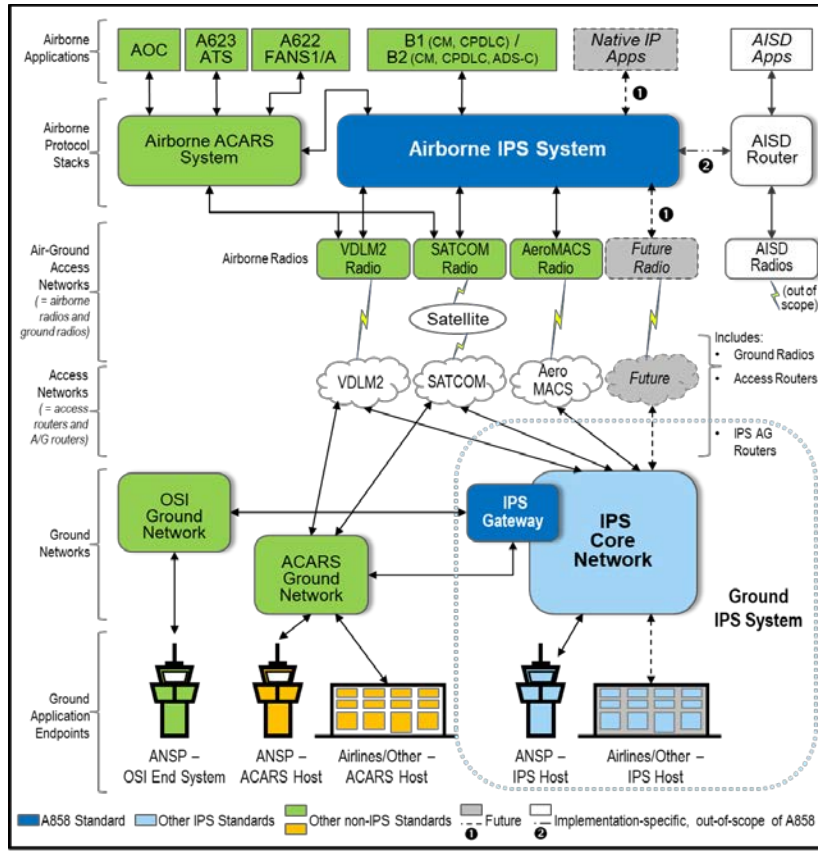 Airborne
Applications
AOC
A623
ATS
A622
FANS1/A
B1 (CM, CPDLC) /
B2 (CM, CPDLC, ADS-C)
Native IP
Apps
AISD
Apps
❶
Airborne
Protocol
Stacks
Airborne ACARS
System
Airborne IPS System
❷
AISD
Router
❶
Air-Ground
Access
Networks
( = airborne
radios and
ground radios)
Airborne Radios
VDLM2
Radio
SATCOM
Radio
AeroMACS
Radio
Future
Radio
AISD
Radios
(out of
scope)
Satellite
Access
Networks
( = access
routers and
A/G routers)
VDLM2
SATCOM
Aero
MACS
Future
Includes:
• Ground Radios
• Access Routers
• IPS AG
Routers
Ground
Networks
OSI
Ground
Network
ACARS
Ground
Network
IPS
Gateway
IPS
Core
Network
Ground
IPS System
Ground
Application
Endpoints
ANSP –
OSI End System
ANSP –
ACARS Host
Airlines/Other –
ACARS Host
ANSP –
IPS Host
Airlines/Other –
IPS Host
A858 Standard
Other IPS Standards
Other non-IPS Standards
Future
❶
Implementation-specific, out-of-scope of A858
❷